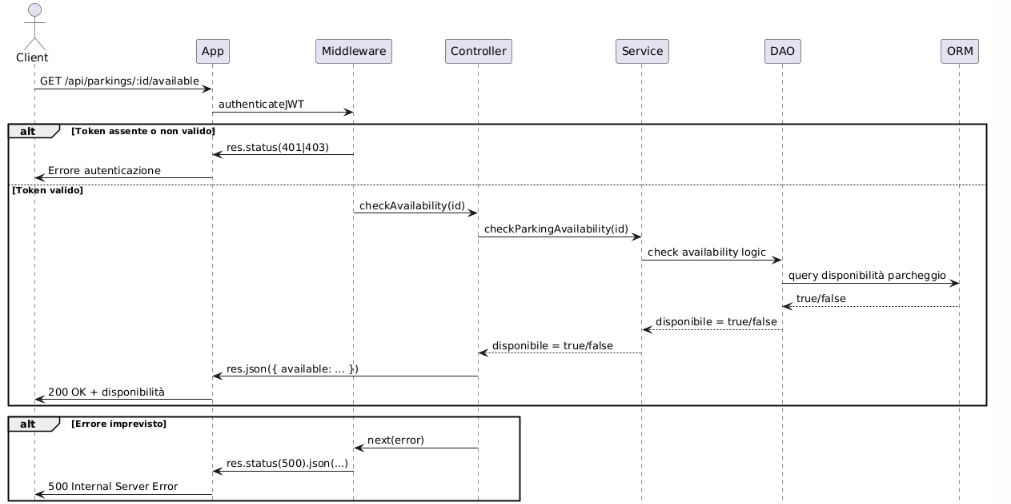 Client
App
Middleware
Controller
Service
DAO
ORM
GET /api/parkings/:id/available
authenticateJWT
alt
[Token assente o non valido]
res.status(401|403)
Errore autenticazione
[Token valido]
checkAvailability(id)
checkParkingAvailability(id)
check availability logic
query disponibilità parcheggio
true/false
disponibile = true/false
disponibile = true/false
res.json({ available: ... })
200 OK + disponibilità
alt
[Errore imprevisto]
next(error)
res.status(500).json(...)
500 Internal Server Error